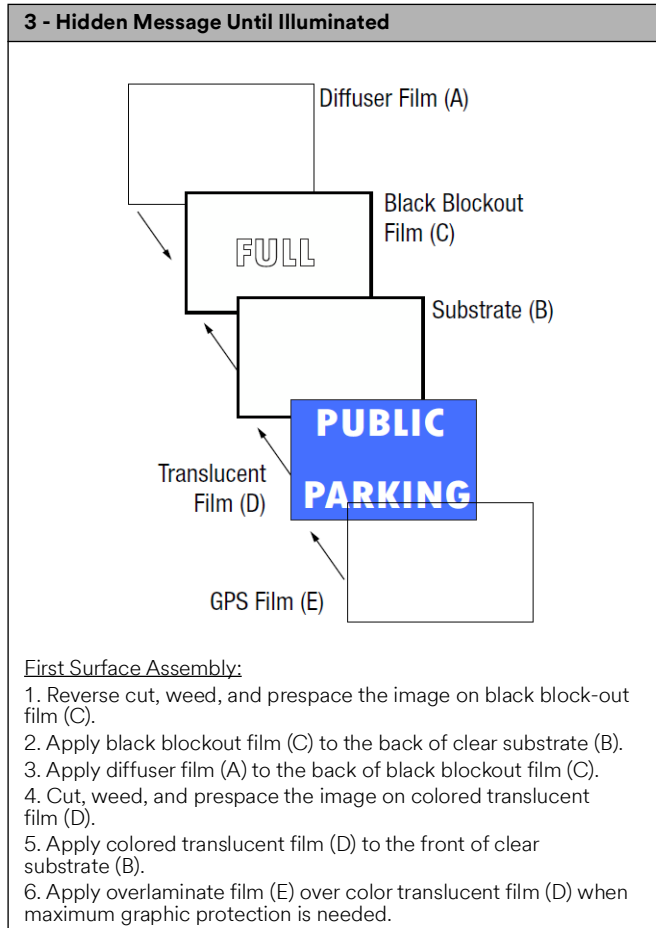 3 - Hidden Message Until Illuminated
Diffuser Film (A)
Black Blockout
Film (C)
FULL
Substrate (B)
PUBLIC
PARKING
Translucent
Film (D)
GPS Film (E)
First Surface Assembly:
1. Reverse cut, weed, and prespace the image on black block-out
film (C).
2. Apply black blockout film (C) to the back of clear substrate (B).
3. Apply diffuser film (A) to the back of black blockout film (C).
4. Cut, weed, and prespace the image on colored translucent
film (D).
5. Apply colored translucent film (D) to the front of clear
substrate (B).
6. Apply overlaminate film (E) over color translucent film (D) when
maximum graphic protection is needed.